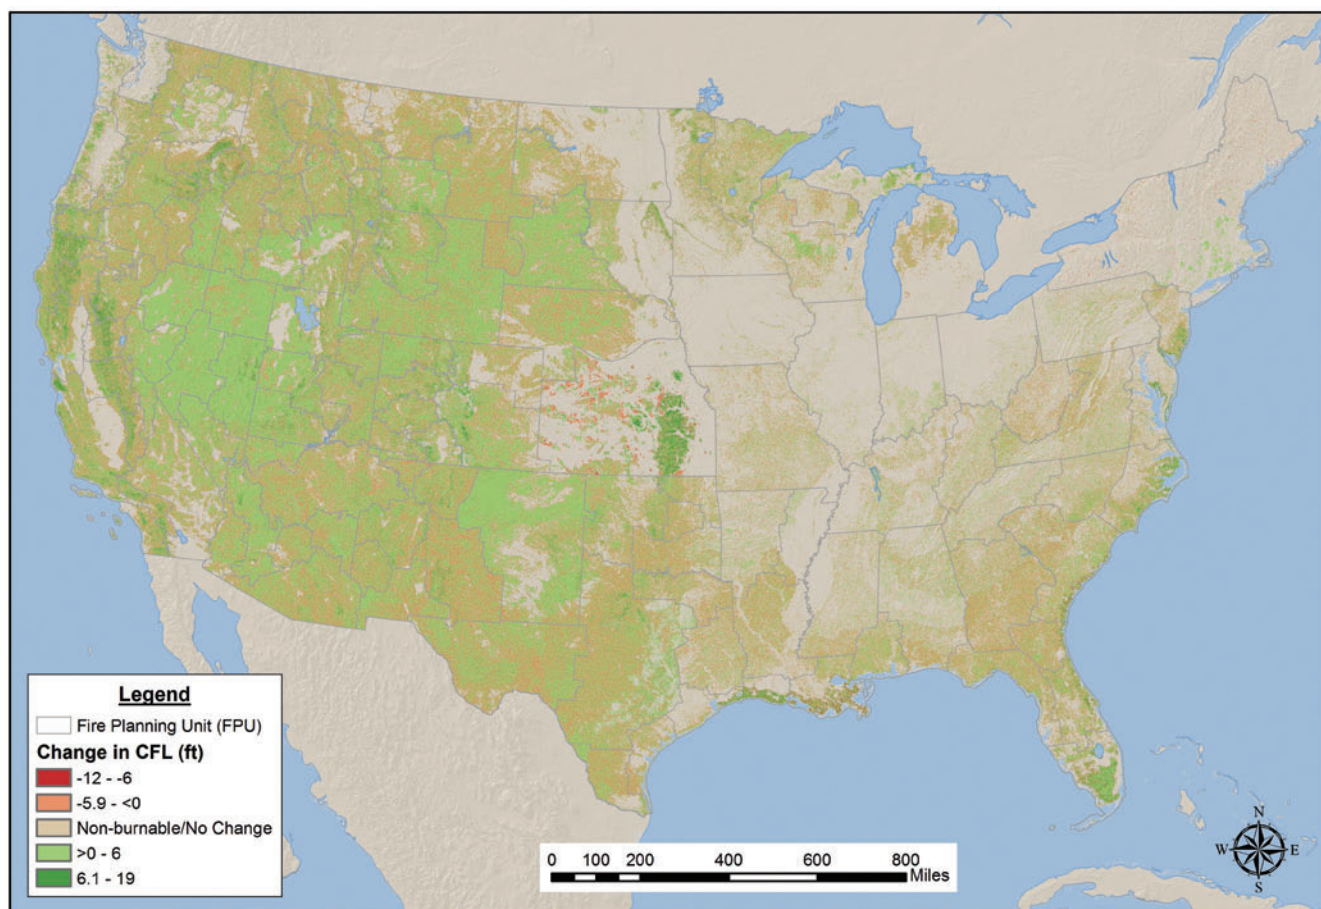 Legend
Fire Planning Unit (FPU)
Change in CFL (ft)
-12 - -6
-5.9 - <0
Non-burnable/No Change
>0 - 6
6.1 - 19
0 100 200 400 600 800
Miles
N
W E
S